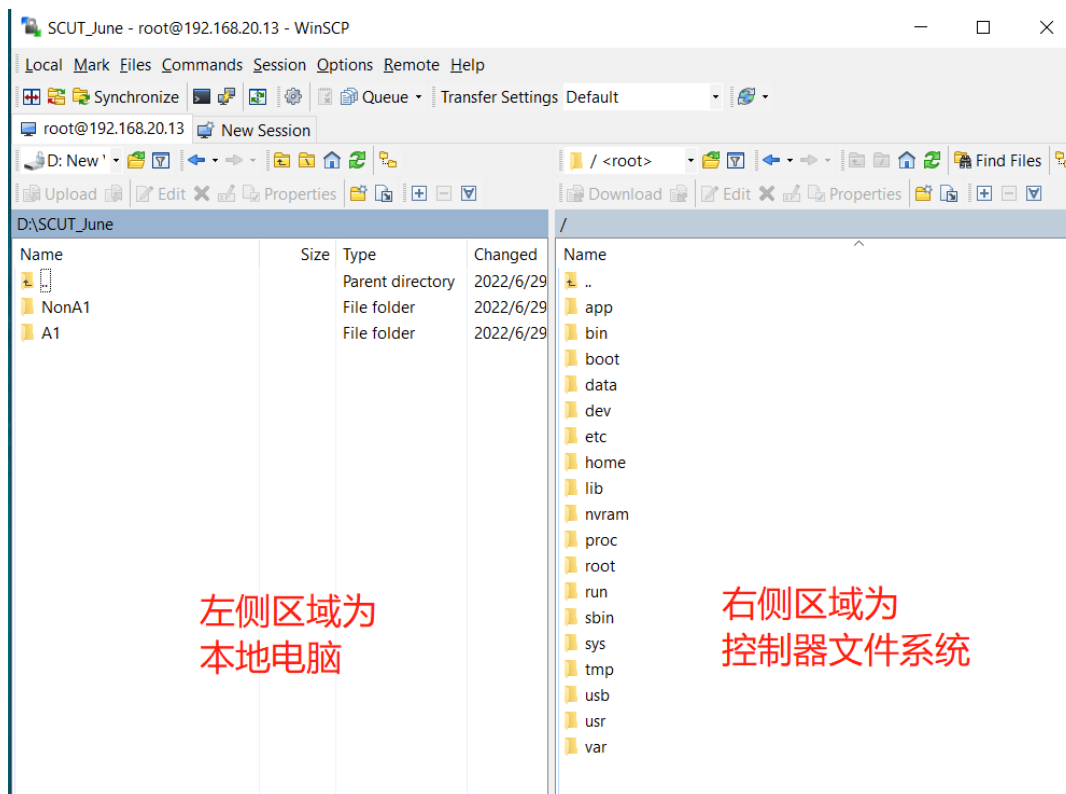 SCUT_June - root@192.168.20.13 - WinSCP
Local Mark Files Commands Session Options Remote Help
Synchronize Queue Transfer Settings Default
root@192.168.20.13 New Session
D: New / <root> Find Files
Upload Edit Properties Download Edit Properties
D:\SCUT_June /
Name Size Type Changed Name
.. Parent directory 2022/6/29 ..
NonA1 File folder 2022/6/29 app
A1 File folder 2022/6/29 bin
boot
data
dev
etc
home
lib
nvram
proc
root
run
sbin
sys
tmp
usb
usr
var
左侧区域为
本地电脑
右侧区域为
控制器文件系统